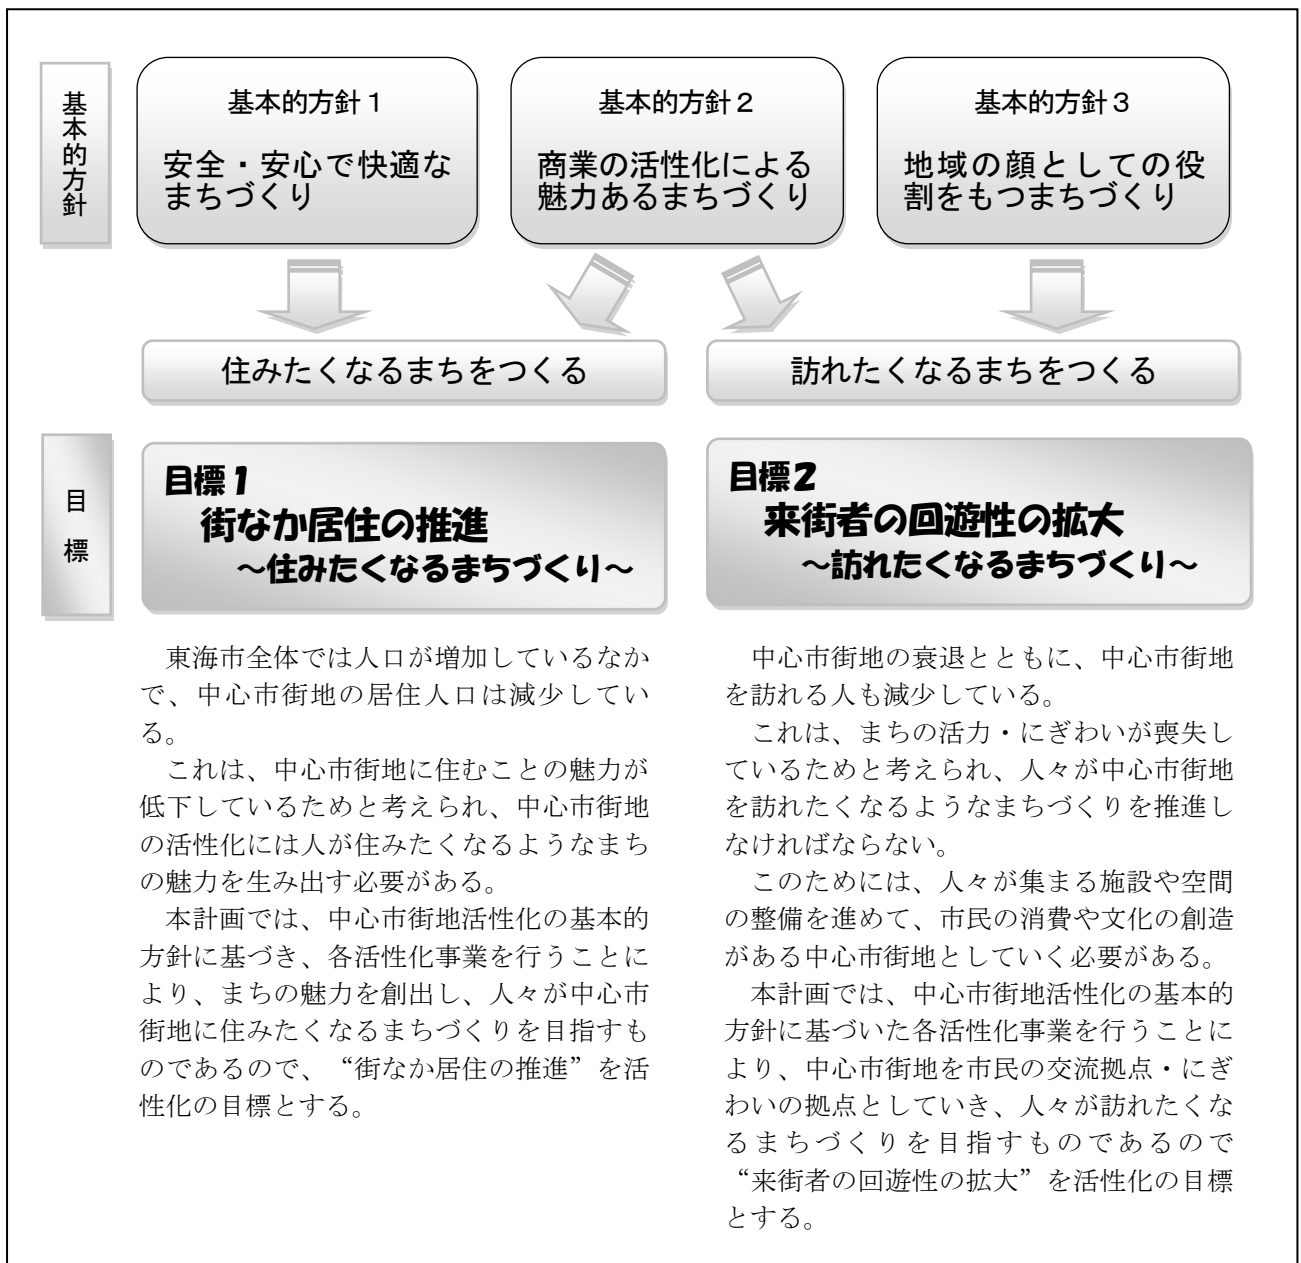 基本的方針
基本的方針1
安全・安心で快適な
まちづくり
基本的方針2
商業の活性化による
魅力あるまちづくり
基本的方針3
地域の顔としての役
割をもつまちづくり
住みたくなるまちをつくる
訪れたくなるまちをつくる
目標
目標1
街なか居住の推進
～住みたくなるまちづくり～
目標2
来街者の回遊性の拡大
～訪れたくなるまちづくり～
東海市全体では人口が増加しているなか
で、中心市街地の居住人口は減少してい
る。
これは、中心市街地に住むことの魅力が
低下しているためと考えられ、中心市街地
の活性化には人が住みたくなるようなまち
の魅力を生み出す必要がある。
本計画では、中心市街地活性化の基本的
方針に基づき、各活性化事業を行うことに
より、まちの魅力を創出し、人々が中心市
街地に住みたくなるまちづくりを目指すも
のであるので、“街なか居住の推進”を活
性化の目標とする。
中心市街地の衰退とともに、中心市街地
を訪れる人も減少している。
これは、まちの活力・にぎわいが喪失し
ているためと考えられ、人々が中心市街地
を訪れたくなるようなまちづくりを推進し
なければならない。
このためには、人々が集まる施設や空間
の整備を進めて、市民の消費や文化の創造
がある中心市街地としていく必要がある。
本計画では、中心市街地活性化の基本的
方針に基づいた各活性化事業を行うことに
より、中心市街地を市民の交流拠点・にぎ
わいの拠点としていき、人々が訪れたくな
るまちづくりを目指すものであるので
“来街者の回遊性の拡大”を活性化の目標
とする。